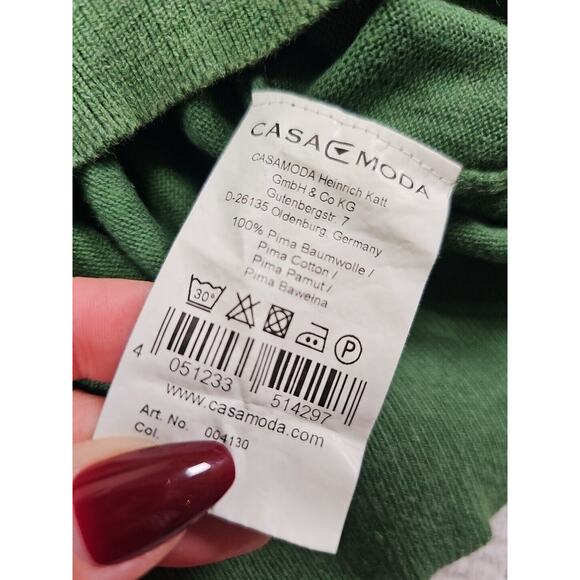 CASA MODA
CASAMODA Heinrich Katt
GmbH & Co KG
Gutenbergstr. 7
D-26135 Oldenburg, Germany
100% Pima Baumwolle /
Pima Cotton /
Pima Pamut /
Pima Baweina
30° P
4 051233 514297
www.casamoda.com
Art. No. 004130
Col.